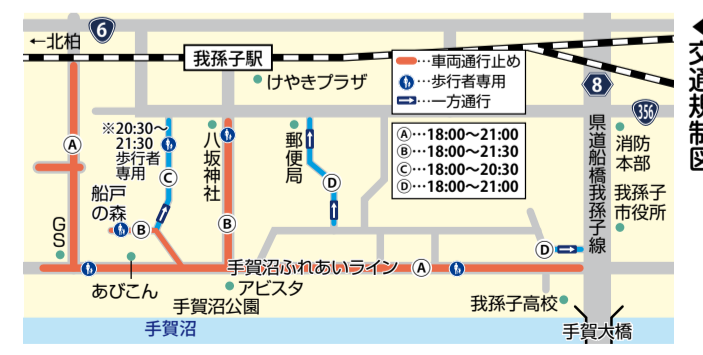 ◀交通規制図
←北柏
6
我孫子駅
けやきプラザ
…車両通行止め
…歩行者専用
…一方通行
8
356
Ⓐ…18:00~21:00
Ⓑ…18:00~21:30
Ⓒ…18:00~20:30
Ⓓ…18:00~21:00
県道船橋我孫子線
消防
本部
我孫子
市役所
Ⓐ
※20:30~
21:30
歩行者
専用
Ⓒ
八坂神社
郵便局
Ⓓ
船戸
の森
Ⓑ
Ⓑ
GS
Ⓓ
手賀沼ふれあいライン
Ⓐ
あびこん
アビスタ
手賀沼公園
我孫子高校
手賀沼
手賀大橋